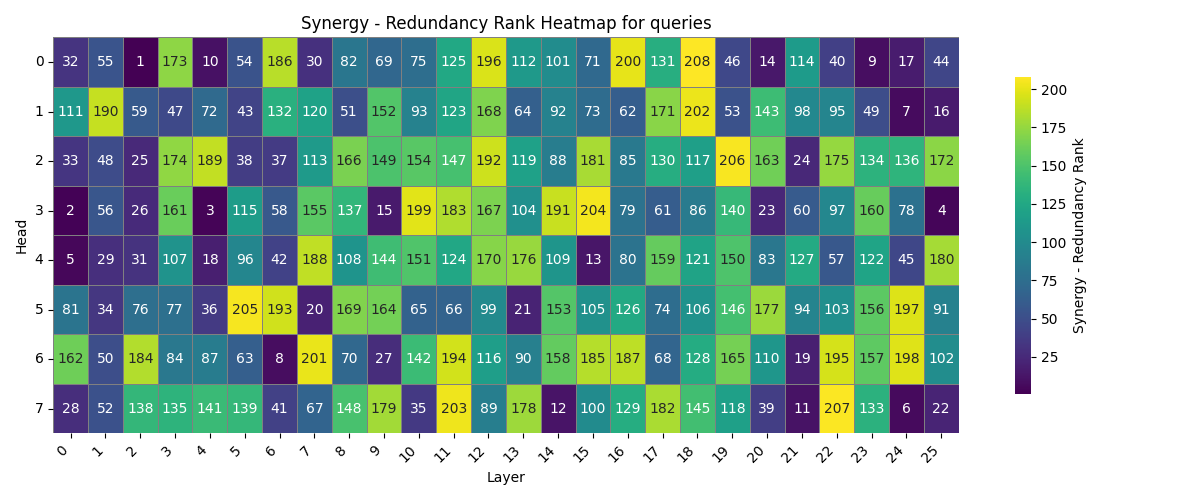 Synergy - Redundancy Rank Heatmap for queries
Head
0 32 55 1 173 10 54 186 30 82 69 75 125 196 112 101 71 200 131 208 46 14 114 40 9 17 44
1 111 190 59 47 72 43 132 120 51 152 93 123 168 64 92 73 62 171 202 53 143 98 95 49 7 16
2 33 48 25 174 189 38 37 113 166 149 154 147 192 119 88 181 85 130 117 206 163 24 175 134 136 172
3 2 56 26 161 3 115 58 155 137 15 199 183 167 104 191 204 79 61 86 140 23 60 97 160 78 4
4 5 29 31 107 18 96 42 188 108 144 151 124 170 176 109 13 80 159 121 150 83 127 57 122 45 180
5 81 34 76 77 36 205 193 20 169 164 65 66 99 21 153 105 126 74 106 146 177 94 103 156 197 91
6 162 50 184 84 87 63 8 201 70 27 142 194 116 90 158 185 187 68 128 165 110 19 195 157 198 102
7 28 52 138 135 141 139 41 67 148 179 35 203 89 178 12 100 129 182 145 118 39 11 207 133 6 22
0 1 2 3 4 5 6 7 8 9 10 11 12 13 14 15 16 17 18 19 20 21 22 23 24 25
Layer
200
175
150
125
100
75
50
25
Synergy - Redundancy Rank